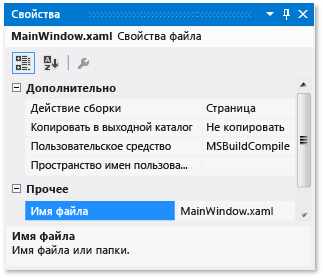 Свойства
MainWindow.xaml Свойства файла
Дополнительно
Действие сборки Страница
Копировать в выходной каталог Не копировать
Пользовательское средство MSBuildCompile
Пространство имен пользова...
Прочее
Имя файла MainWindow.xaml
Имя файла
Имя файла или папки.